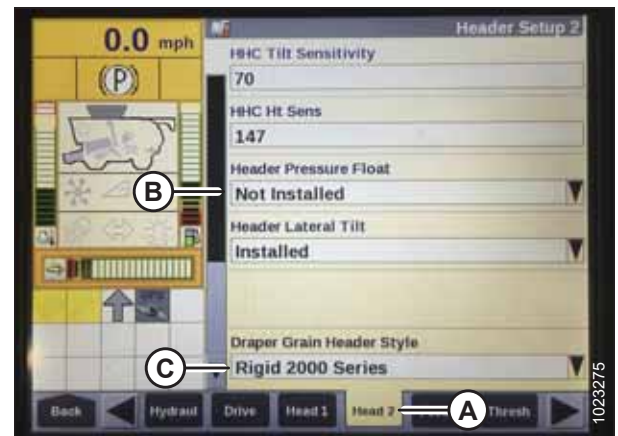 0.0 mph
Header Setup 2
(P)
HHC Tilt Sensitivity
70
HHC Ht Sens
147
Header Pressure Float
B
Not Installed
Header Lateral Tilt
Installed
Draper Grain Header Style
C
Rigid 2000 Series
Back
Hydraul
Drive
Head 1
Head 2
A
Thresh
1023275